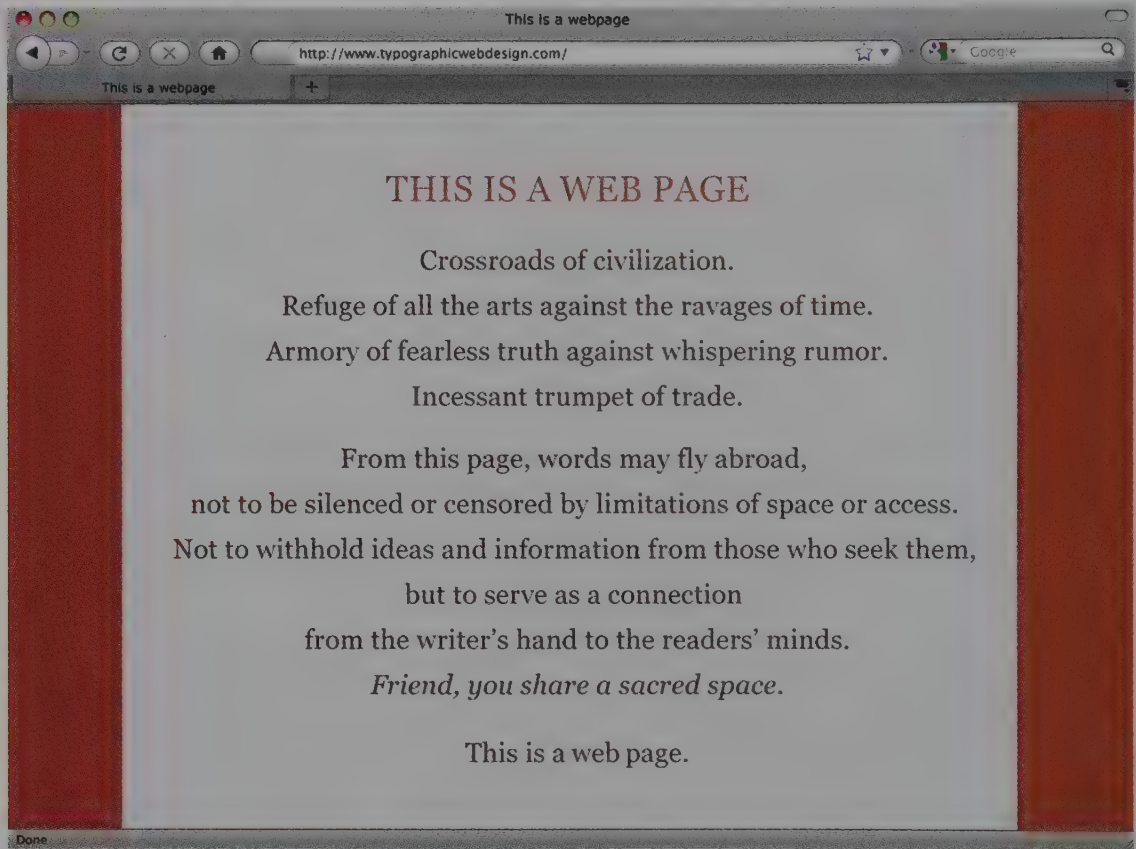 This is a webpage
http://www.typographicwebdesign.com/
Google
This is a webpage
+
THIS IS A WEB PAGE
Crossroads of civilization.
Refuge of all the arts against the ravages of time.
Armory of fearless truth against whispering rumor.
Incessant trumpet of trade.
From this page, words may fly abroad,
not to be silenced or censored by limitations of space or access.
Not to withhold ideas and information from those who seek them,
but to serve as a connection
from the writer’s hand to the readers’ minds.
Friend, you share a sacred space.
This is a web page.
Done